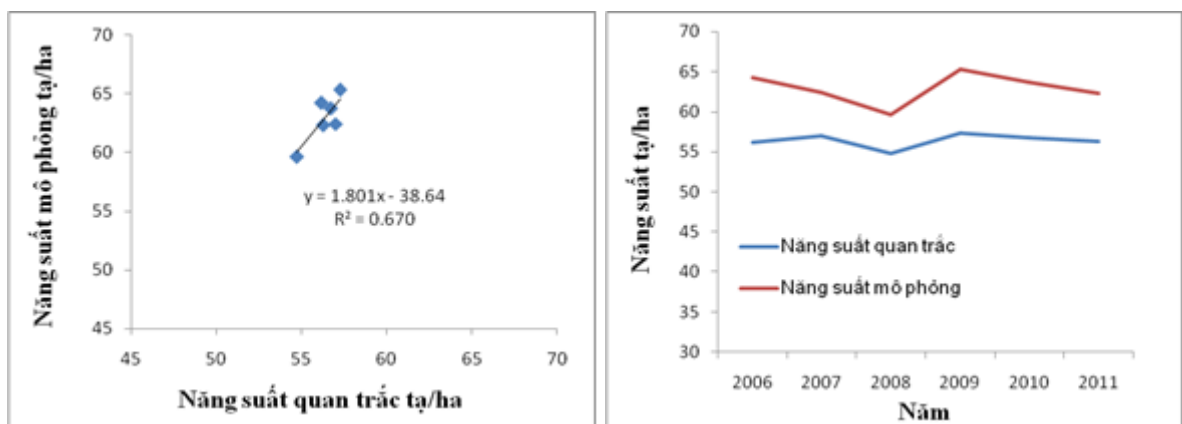 Năng suất mô phỏng tạ/ha
70
65
60
55
50
45
y = 1.801x - 38.64
R² = 0.670
45 50 55 60 65 70
Năng suất quan trắc tạ/ha
Năng suất tạ/ha
70
65
60
55
50
45
40
35
30
Năng suất quan trắc
Năng suất mô phỏng
2006 2007 2008 2009 2010 2011
Năm